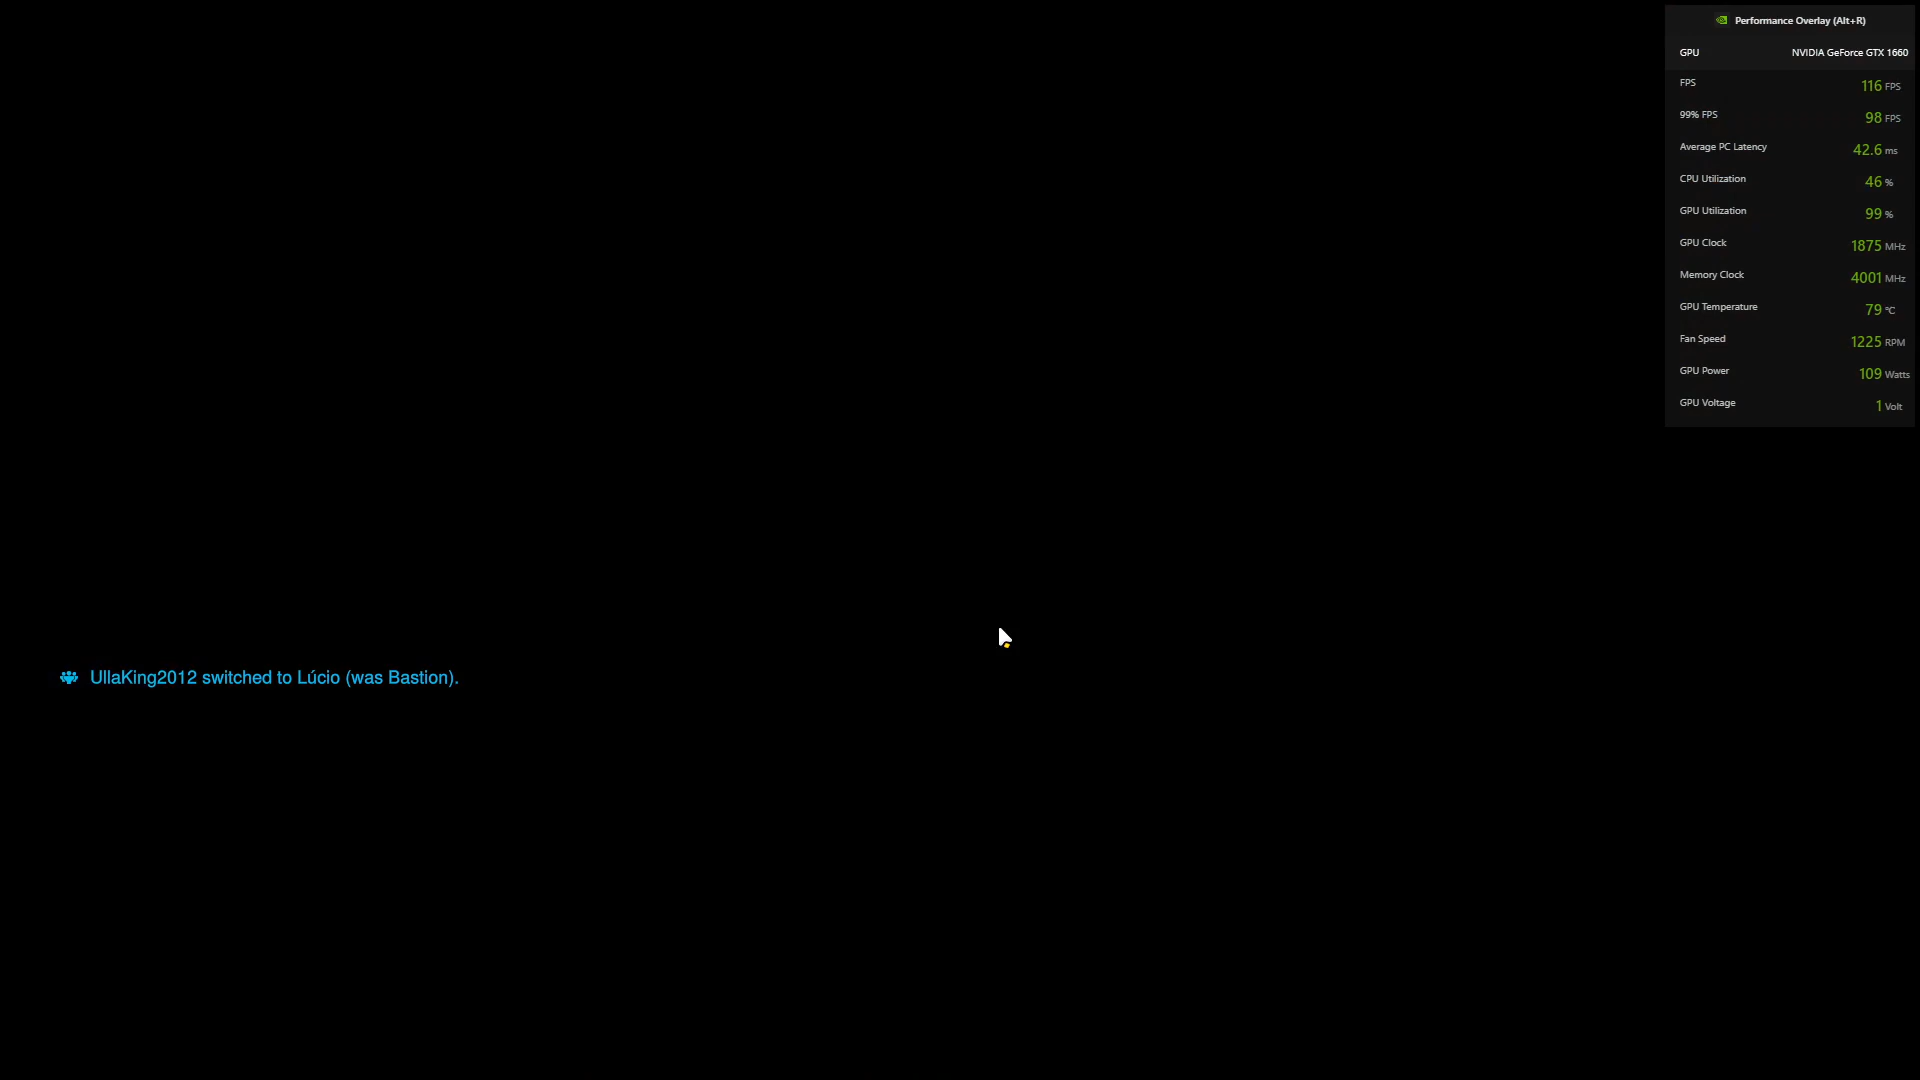 Performance Overlay (Alt+R)
GPU NVIDIA GeForce GTX 1660
FPS 116 FPS
99% FPS 98 FPS
Average PC Latency 42.6 ms
CPU Utilization 46 %
GPU Utilization 99 %
GPU Clock 1875 MHz
Memory Clock 4001 MHz
GPU Temperature 79 °C
Fan Speed 1225 RPM
GPU Power 109 Watts
GPU Voltage 1 Volt
UllaKing2012 switched to Lúcio (was Bastion).